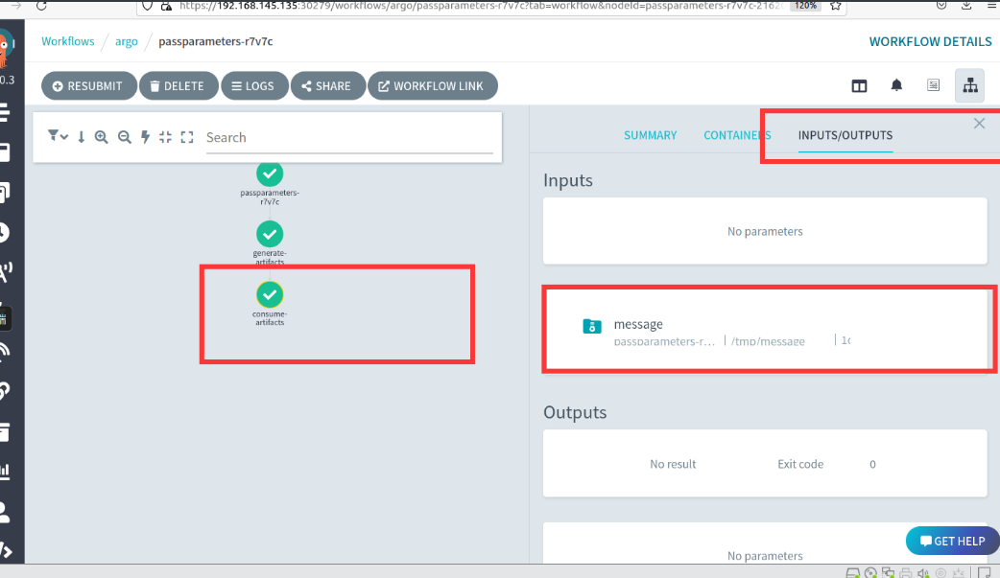 https://192.168.145.135:30279/workflows/argo/passparameters-r7v7c?tab=workflow&nodeId=passparameters-r7v7c-2162
120%
Workflows / argo / passparameters-r7v7c
WORKFLOW DETAILS
0.3
RESUBMIT
DELETE
LOGS
SHARE
WORKFLOW LINK
Search
passparameters-
r7v7c
generate-
artifacts
consume-
artifacts
SUMMARY
CONTAINERS
INPUTS/OUTPUTS
Inputs
No parameters
message
passparameters-r... | /tmp/message
Outputs
No result
Exit code
0
No parameters
GET HELP